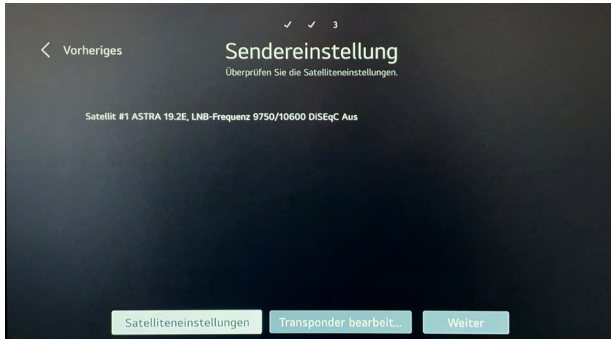 3
Vorheriges
Sendereinstellung
Überprüfen Sie die Satelliteneinstellungen.
Satellit #1 ASTRA 19.2E, LNB-Frequenz 9750/10600 DiSEqC Aus
Satelliteneinstellungen
Transponder bearbeit...
Weiter